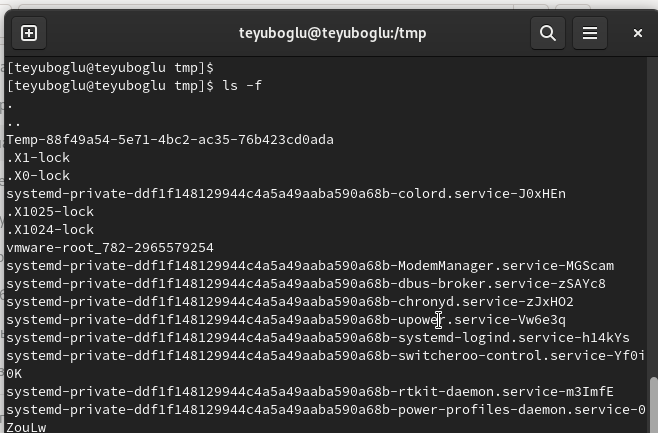 teyuboglu@teyuboglu:/tmp
[teyuboglu@teyuboglu tmp]$
[teyuboglu@teyuboglu tmp]$ ls -f
.
..
Temp-88f49a54-5e71-4bc2-ac35-76b423cd0ada
.X1-lock
.X0-lock
systemd-private-ddf1f148129944c4a5a49aaba590a68b-colord.service-J0xHEn
.X1025-lock
.X1024-lock
vmware-root_782-2965579254
systemd-private-ddf1f148129944c4a5a49aaba590a68b-ModemManager.service-MGScam
systemd-private-ddf1f148129944c4a5a49aaba590a68b-dbus-broker.service-zSAYc8
systemd-private-ddf1f148129944c4a5a49aaba590a68b-chronyd.service-zJxHO2
systemd-private-ddf1f148129944c4a5a49aaba590a68b-upower.service-Vw6e3q
systemd-private-ddf1f148129944c4a5a49aaba590a68b-systemd-logind.service-h14kYs
systemd-private-ddf1f148129944c4a5a49aaba590a68b-switcheroo-control.service-Yf0i
0K
systemd-private-ddf1f148129944c4a5a49aaba590a68b-rtkit-daemon.service-m3ImfE
systemd-private-ddf1f148129944c4a5a49aaba590a68b-power-profiles-daemon.service-0
ZouLw